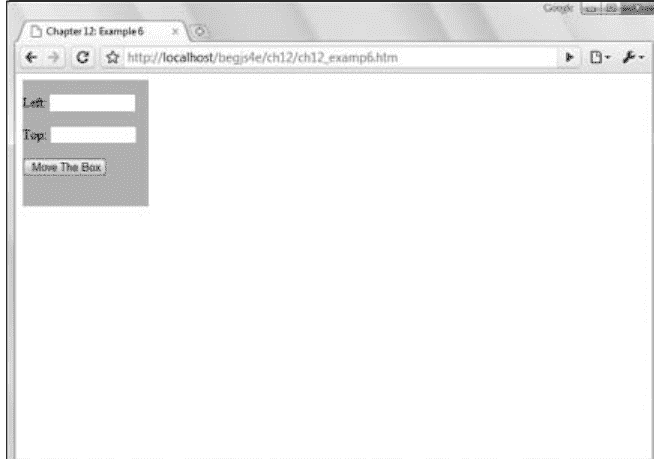 Google
Chapter 12: Example 6
http://localhost/begjs4e/ch12/ch12_examp6.htm
Left:
Top:
Move The Box